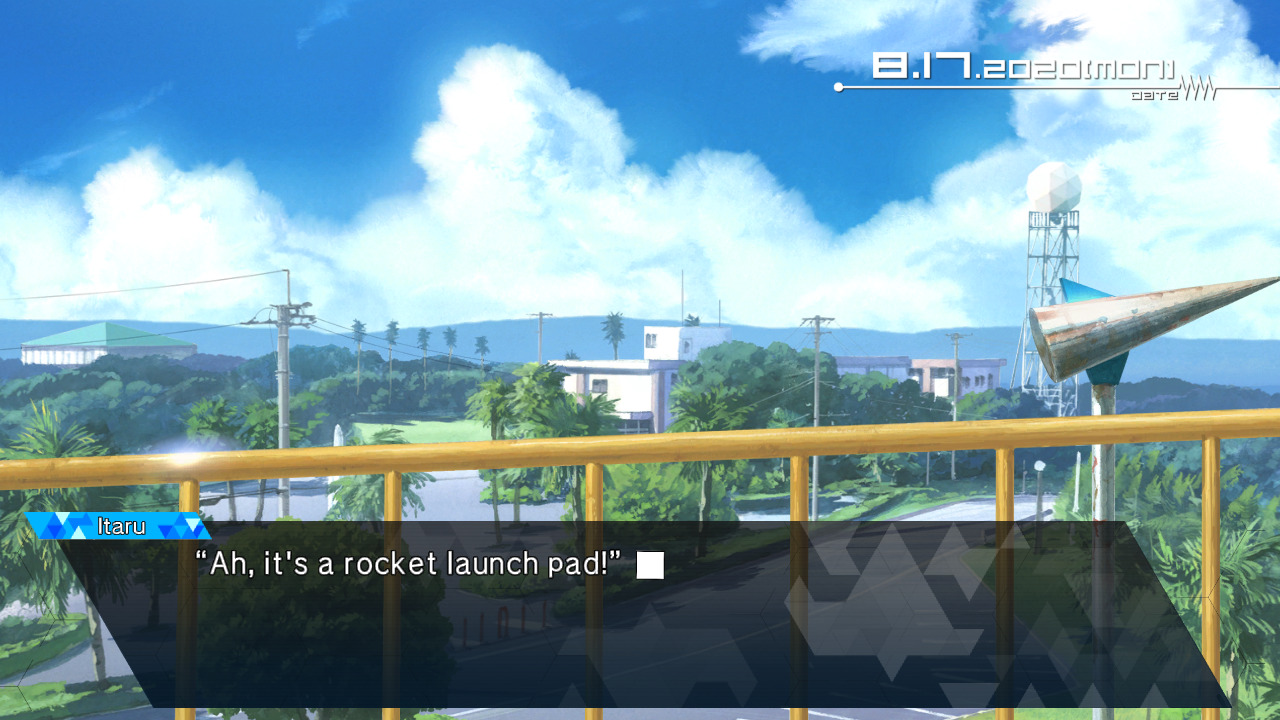 8.17.2020(MON)
DATE
Itaru
“Ah, it's a rocket launch pad!”